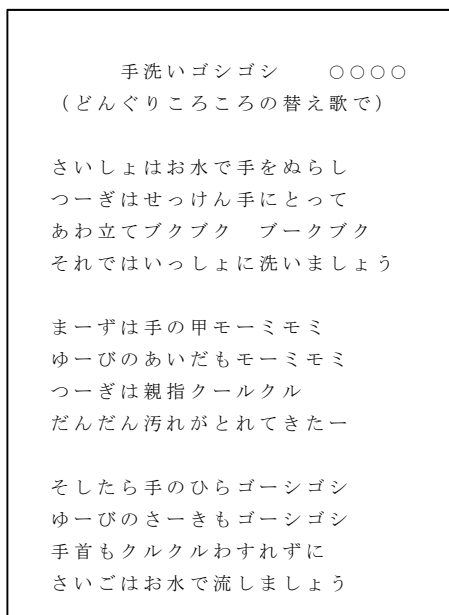 手洗いゴシゴシ　　○○○○
（どんぐりころころの替え歌で）
さいしょはお水で手をぬらし
つーぎはせっけん手にとって
あわ立てブクブク　ブークブク
それではいっしょに洗いましょう
まーずは手の甲モーミモミ
ゆーびのあいだもモーミモミ
つーぎは親指クールクル
だんだん汚れがとれてきたー
そしたら手のひらゴーシゴシ
ゆーびのさーきもゴーシゴシ
手首もクルクルわすれずに
さいごはお水で流しましょう